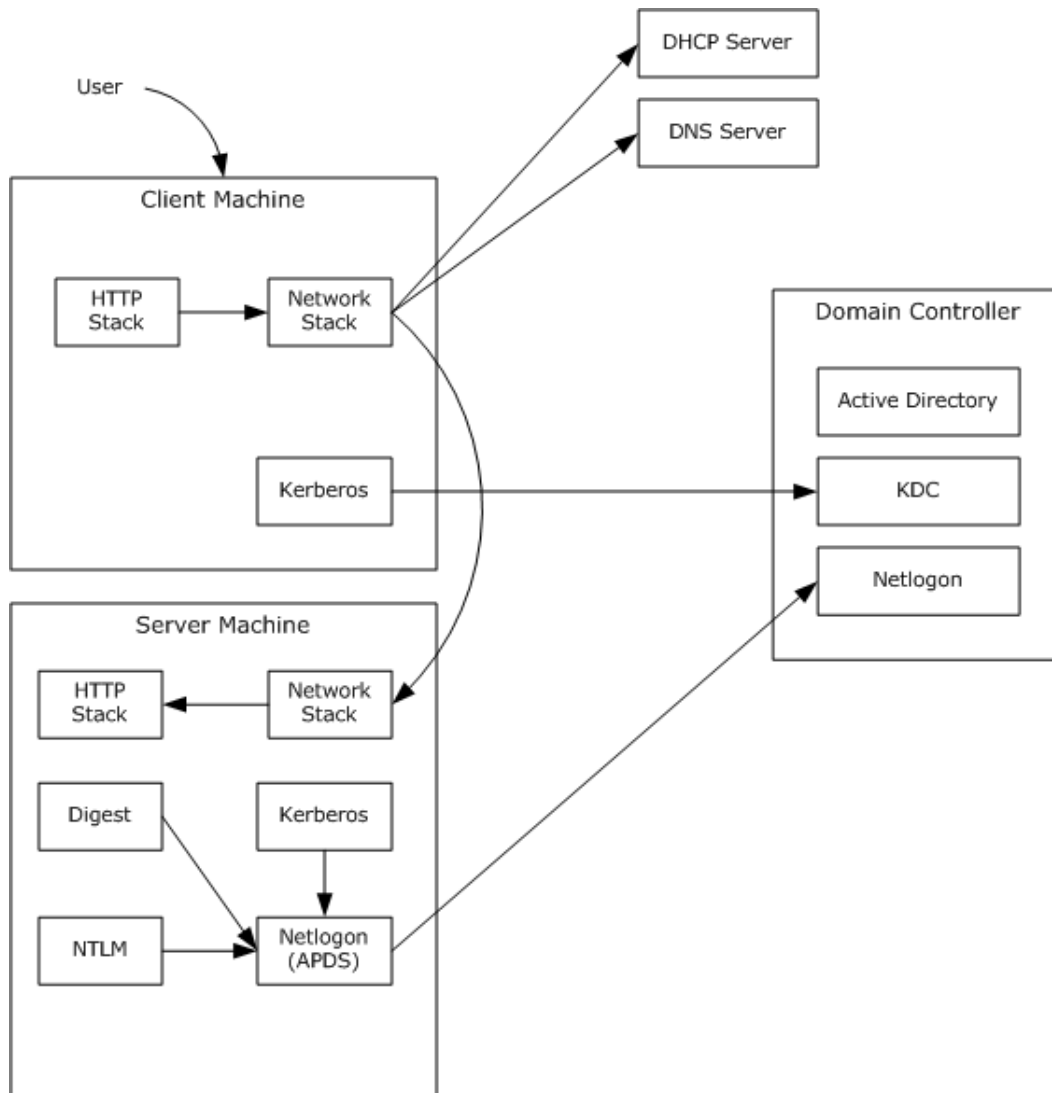 DHCP Server
User
DNS Server
Client Machine
HTTP
Stack
Network
Stack
Domain Controller
Active Directory
Kerberos
KDC
Netlogon
Server Machine
HTTP
Stack
Network
Stack
Digest
Kerberos
NTLM
Netlogon
(APDS)